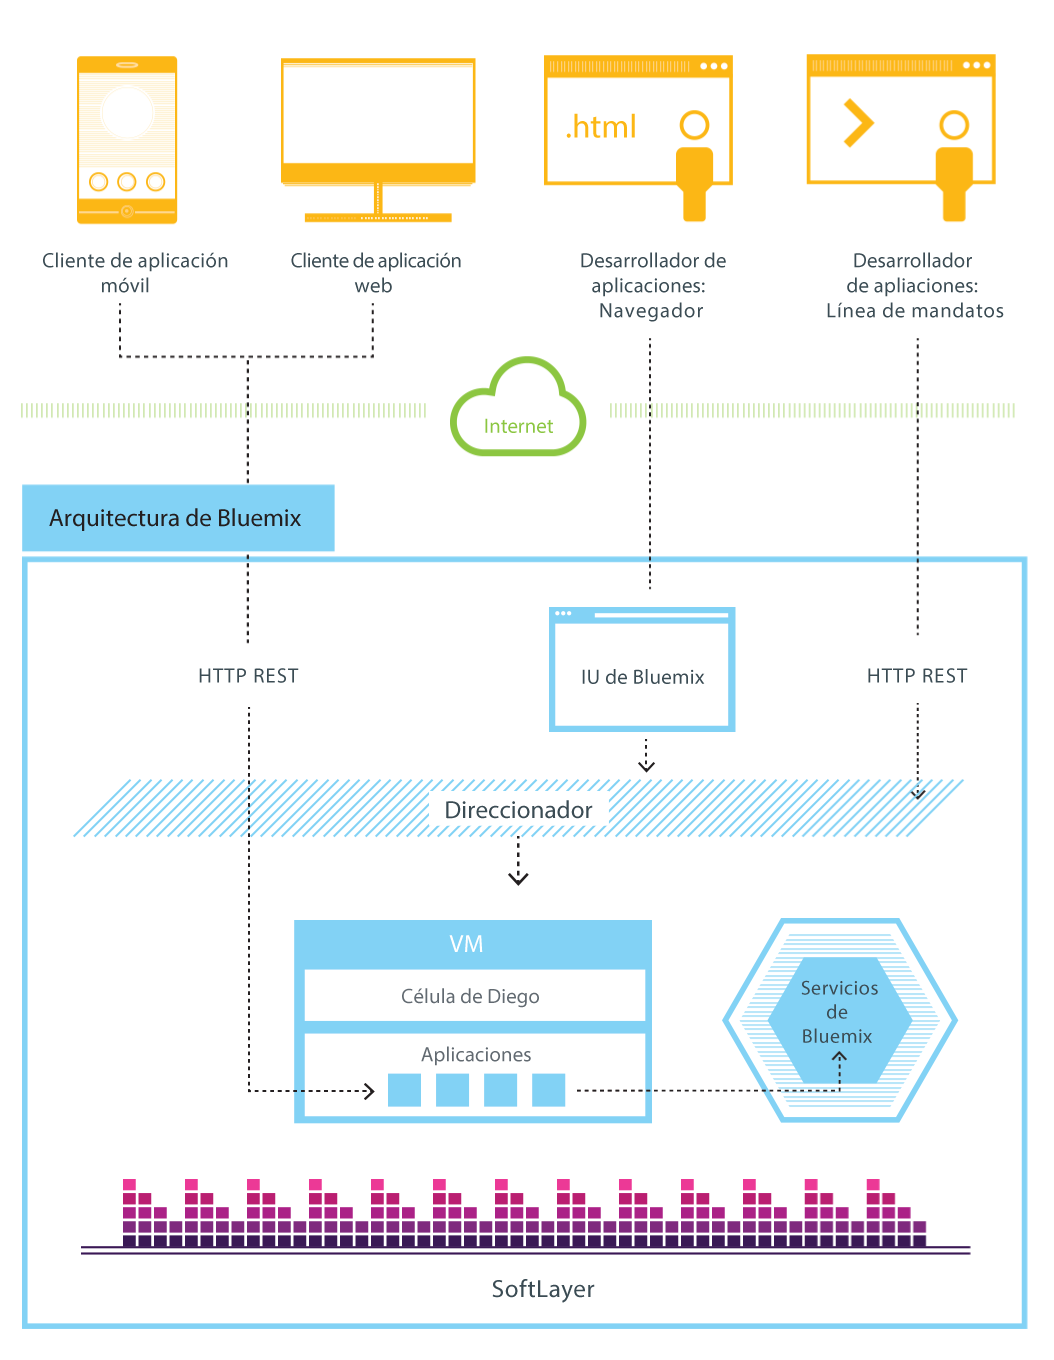 .html
Cliente de aplicación
móvil
Cliente de aplicación
web
Desarrollador de
aplicaciones:
Navegador
Desarrollador
de apliaciones:
Línea de mandatos
Internet
Arquitectura de Bluemix
HTTP REST
IU de Bluemix
HTTP REST
Direccionador
VM
Célula de Diego
Aplicaciones
Servicios
de
Bluemix
SoftLayer